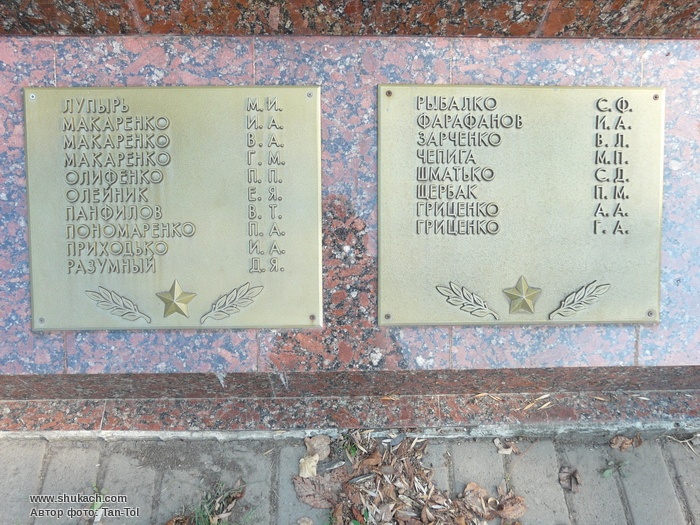 ЛУПЫРЬ М. И.
МАКАРЕНКО И. А.
МАКАРЕНКО В. А.
МАКАРЕНКО Г. М.
ОЛИФЕНКО П. П.
ОЛЕЙНИК Е. Я.
ПАНФИЛОВ В. Т.
ПОНОМАРЕНКО П. А.
ПРИХОДЬКО И. А.
РАЗУМНЫЙ Д. Я.
РЫБАЛКО С. Ф.
ФАРАФАНОВ И. А.
ЗАРЧЕНКО В. Л.
ЧЕПИГА М. П.
ШМАТЬКО С. Д.
ЩЕРБАК П. М.
ГРИЦЕНКО А. А.
ГРИЦЕНКО Г. А.
www.shukach.com
Автор фото: Tan-Tol